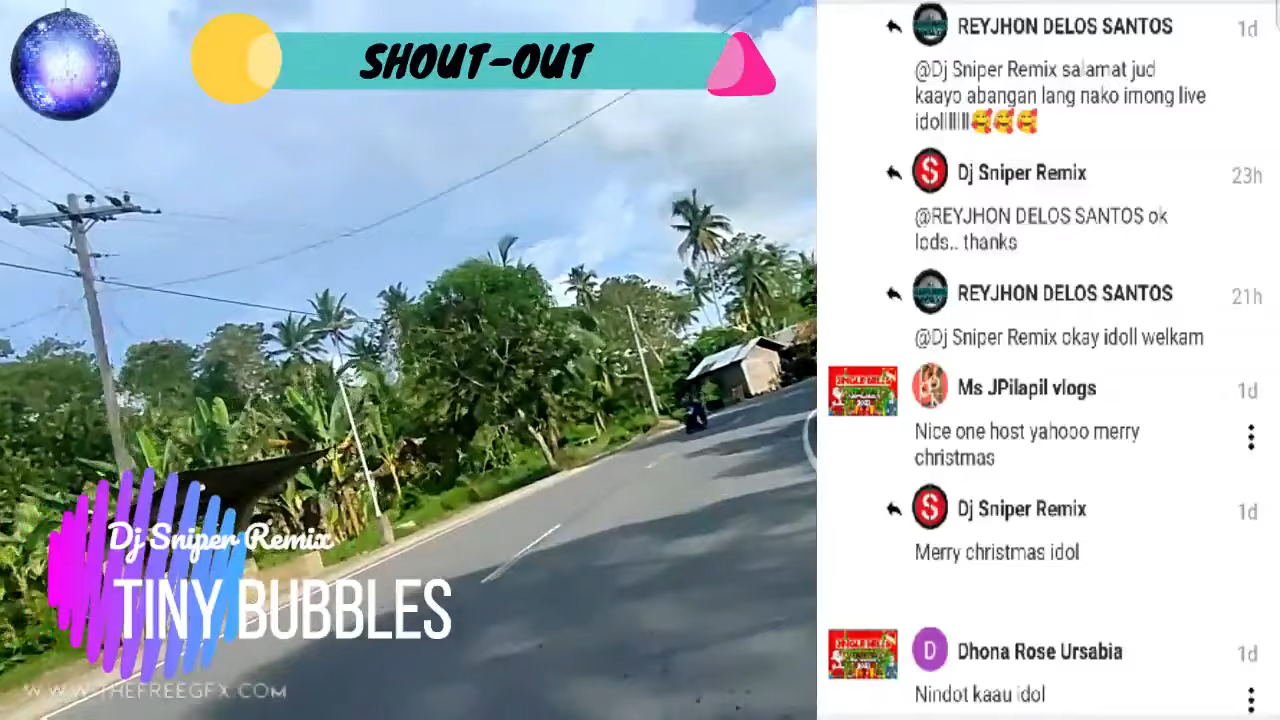 SHOUT-OUT
Dj Sniper Remix
TINY BUBBLES
WWW.THEFREEGFX.COM
REYJHON DELOS SANTOS 1d
@Dj Sniper Remix salamat jud
kaayo abangan lang nako imong live
idolllllll🥰🥰🥰
Dj Sniper Remix 23h
@REYJHON DELOS SANTOS ok
lods.. thanks
REYJHON DELOS SANTOS 21h
@Dj Sniper Remix okay idoll welkam
Ms JPilapil vlogs 1d
Nice one host yahooo merry
christmas
Dj Sniper Remix 1d
Merry christmas idol
D Dhona Rose Ursabia 1d
Nindot kaau idol